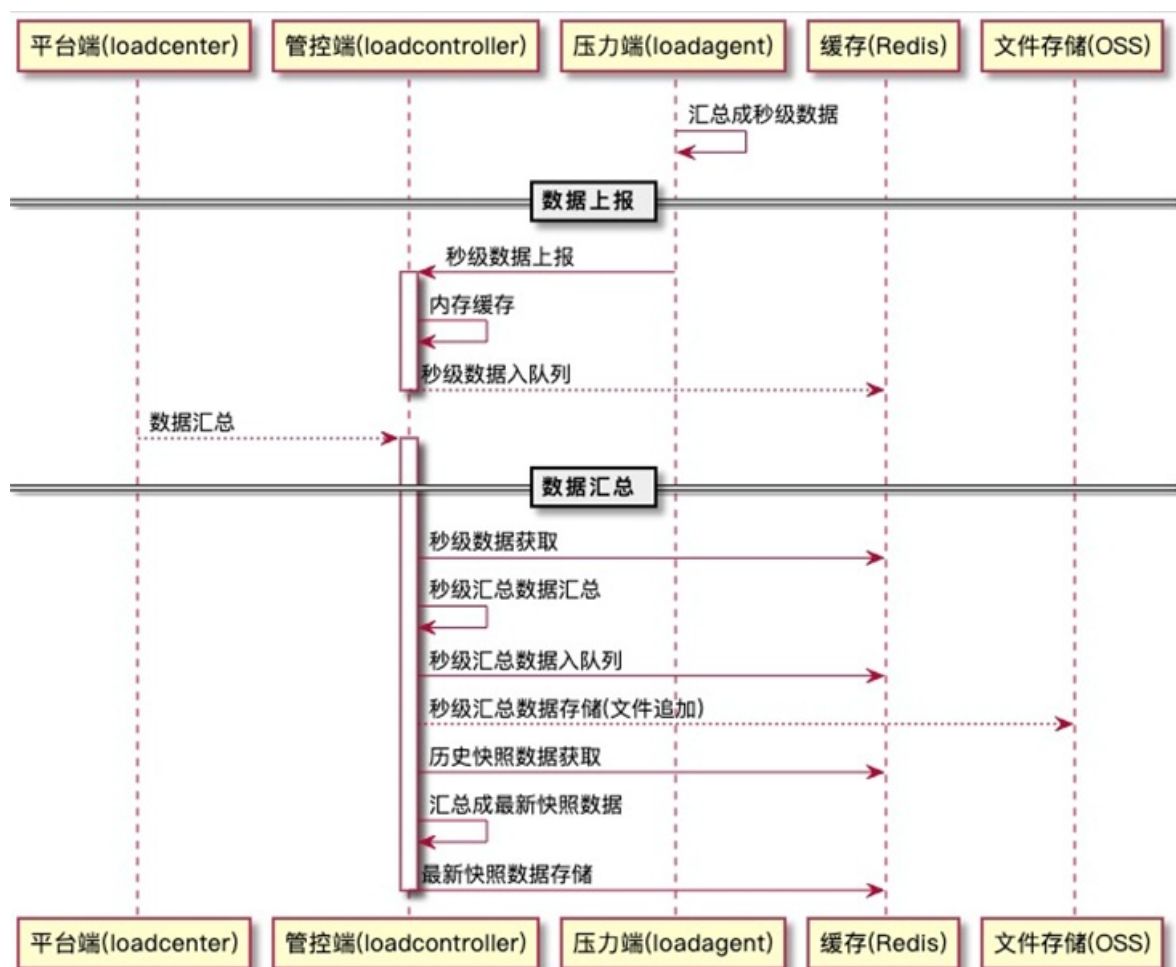 平台端(loadcenter)
管控端(loadcontroller)
压力端(loadagent)
缓存(Redis)
文件存储(OSS)
汇总成秒级数据
数据上报
秒级数据上报
内存缓存
秒级数据入队列
数据汇总
数据汇总
秒级数据获取
秒级汇总数据汇总
秒级汇总数据入队列
秒级汇总数据存储(文件追加)
历史快照数据获取
汇总成最新快照数据
最新快照数据存储
平台端(loadcenter)
管控端(loadcontroller)
压力端(loadagent)
缓存(Redis)
文件存储(OSS)